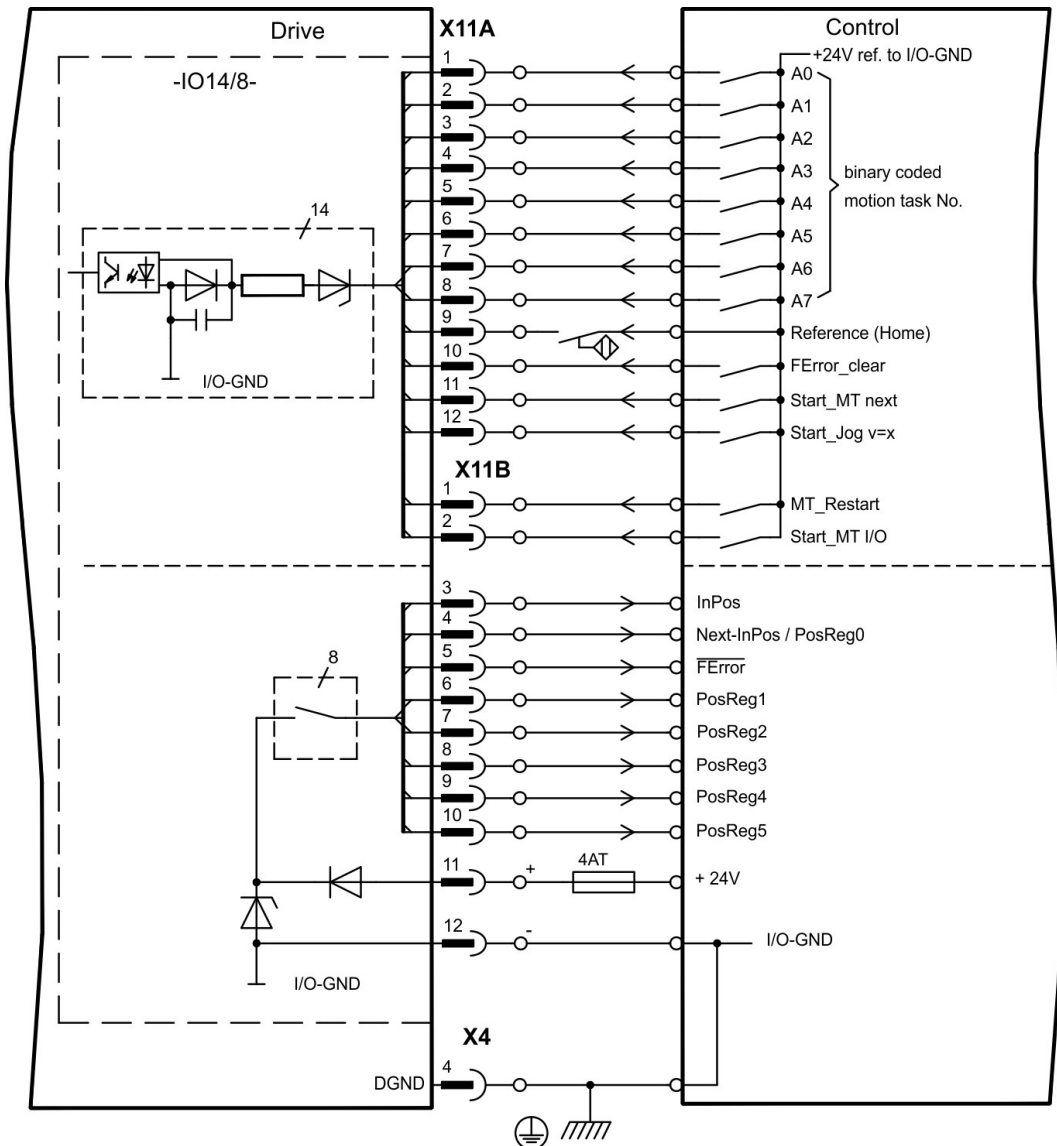 Drive
X11A
Control
-IO14/8-
+24V ref. to I/O-GND
1
A0
2
A1
3
A2
4
A3
binary coded
5
A4
motion task No.
14
6
A5
7
A6
8
A7
9
Reference (Home)
10
FError_clear
I/O-GND
11
Start_MT next
12
Start_Jog v=x
X11B
1
MT_Restart
2
Start_MT I/O
3
InPos
4
Next-InPos / PosReg0
8
5
FError
6
PosReg1
7
PosReg2
8
PosReg3
9
PosReg4
10
PosReg5
11
+
4AT
+ 24V
12
-
I/O-GND
I/O-GND
X4
DGND
4